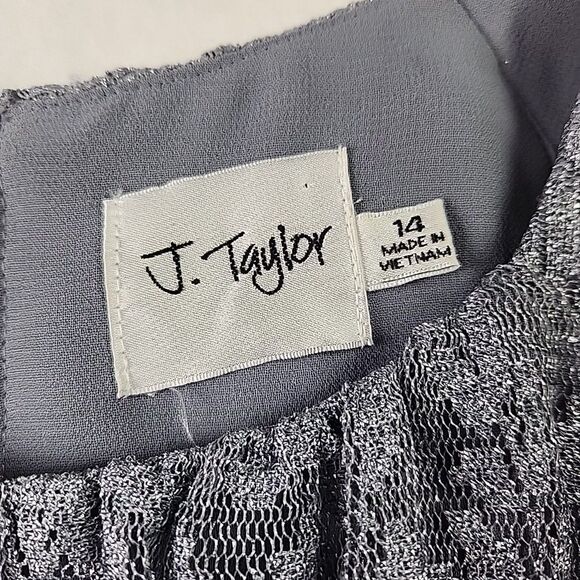 J. Taylor
14
MADE IN
VIETNAM